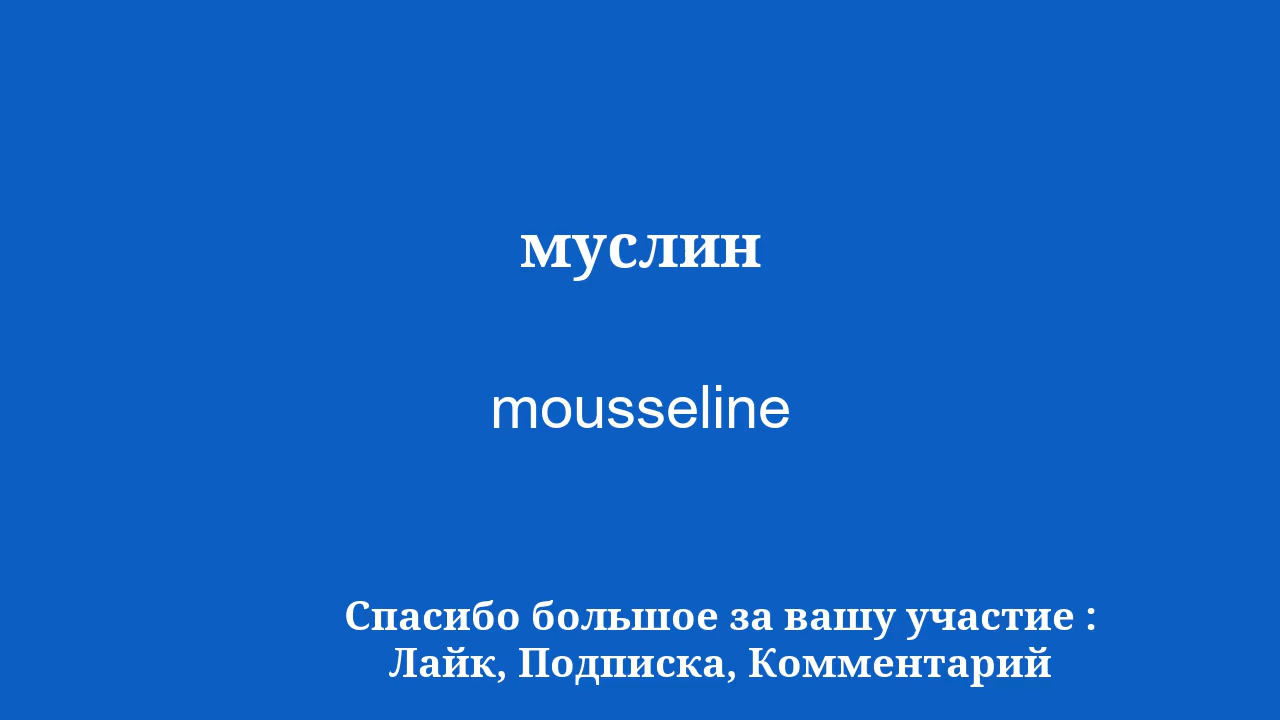 муслин
mousseline
Спасибо большое за вашу участие :
Лайк, Подписка, Комментарий